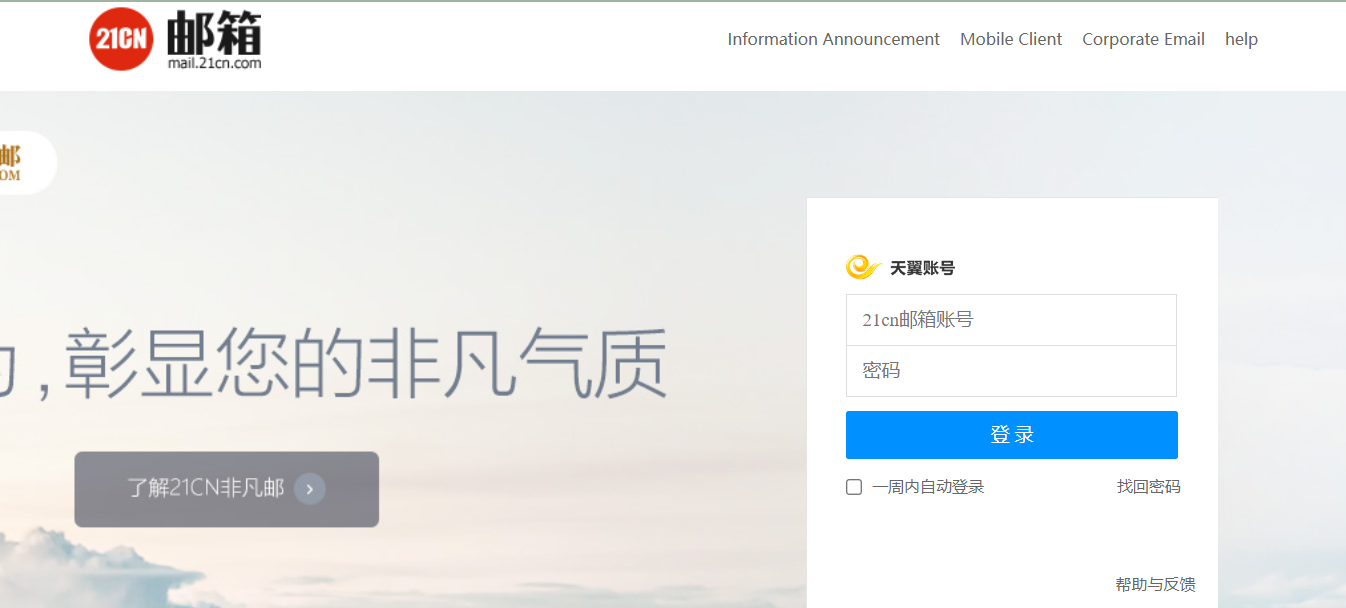 21CN 邮箱
mail.21cn.com
Information Announcement Mobile Client Corporate Email help
邮
OM
,彰显您的非凡气质
了解21CN非凡邮
天翼账号
21cn邮箱账号
密码
登录
一周内自动登录 找回密码
帮助与反馈